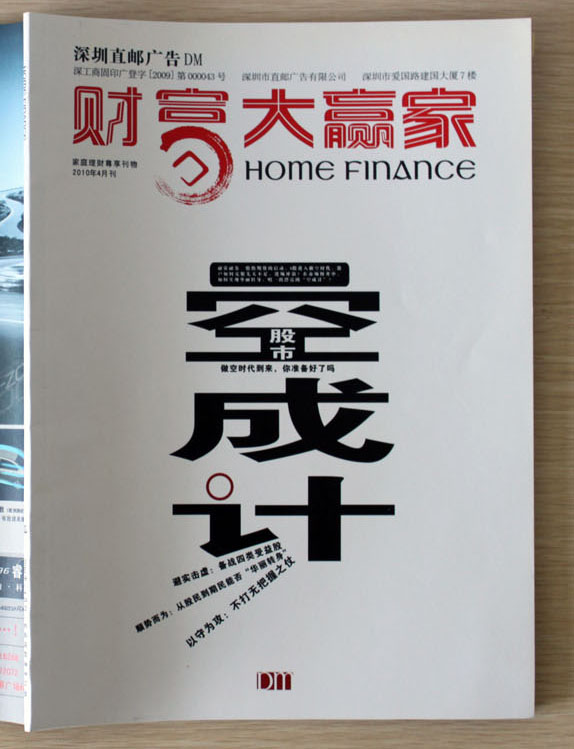 深圳直邮广告DM
深工商固印广登字[2009]第000043号 深圳市直邮广告有限公司 深圳市爱国路建国大厦7楼
财富大赢家
家庭理财尊享刊物
2010年4月刊
HOME FINANCE
空
股市
做空时代到来，你准备好了吗
成
计
避实击虚：备战四类受益股
顺势而为：从股民到期民能否“华丽转身”
以守为攻：不打无把握之仗
DM